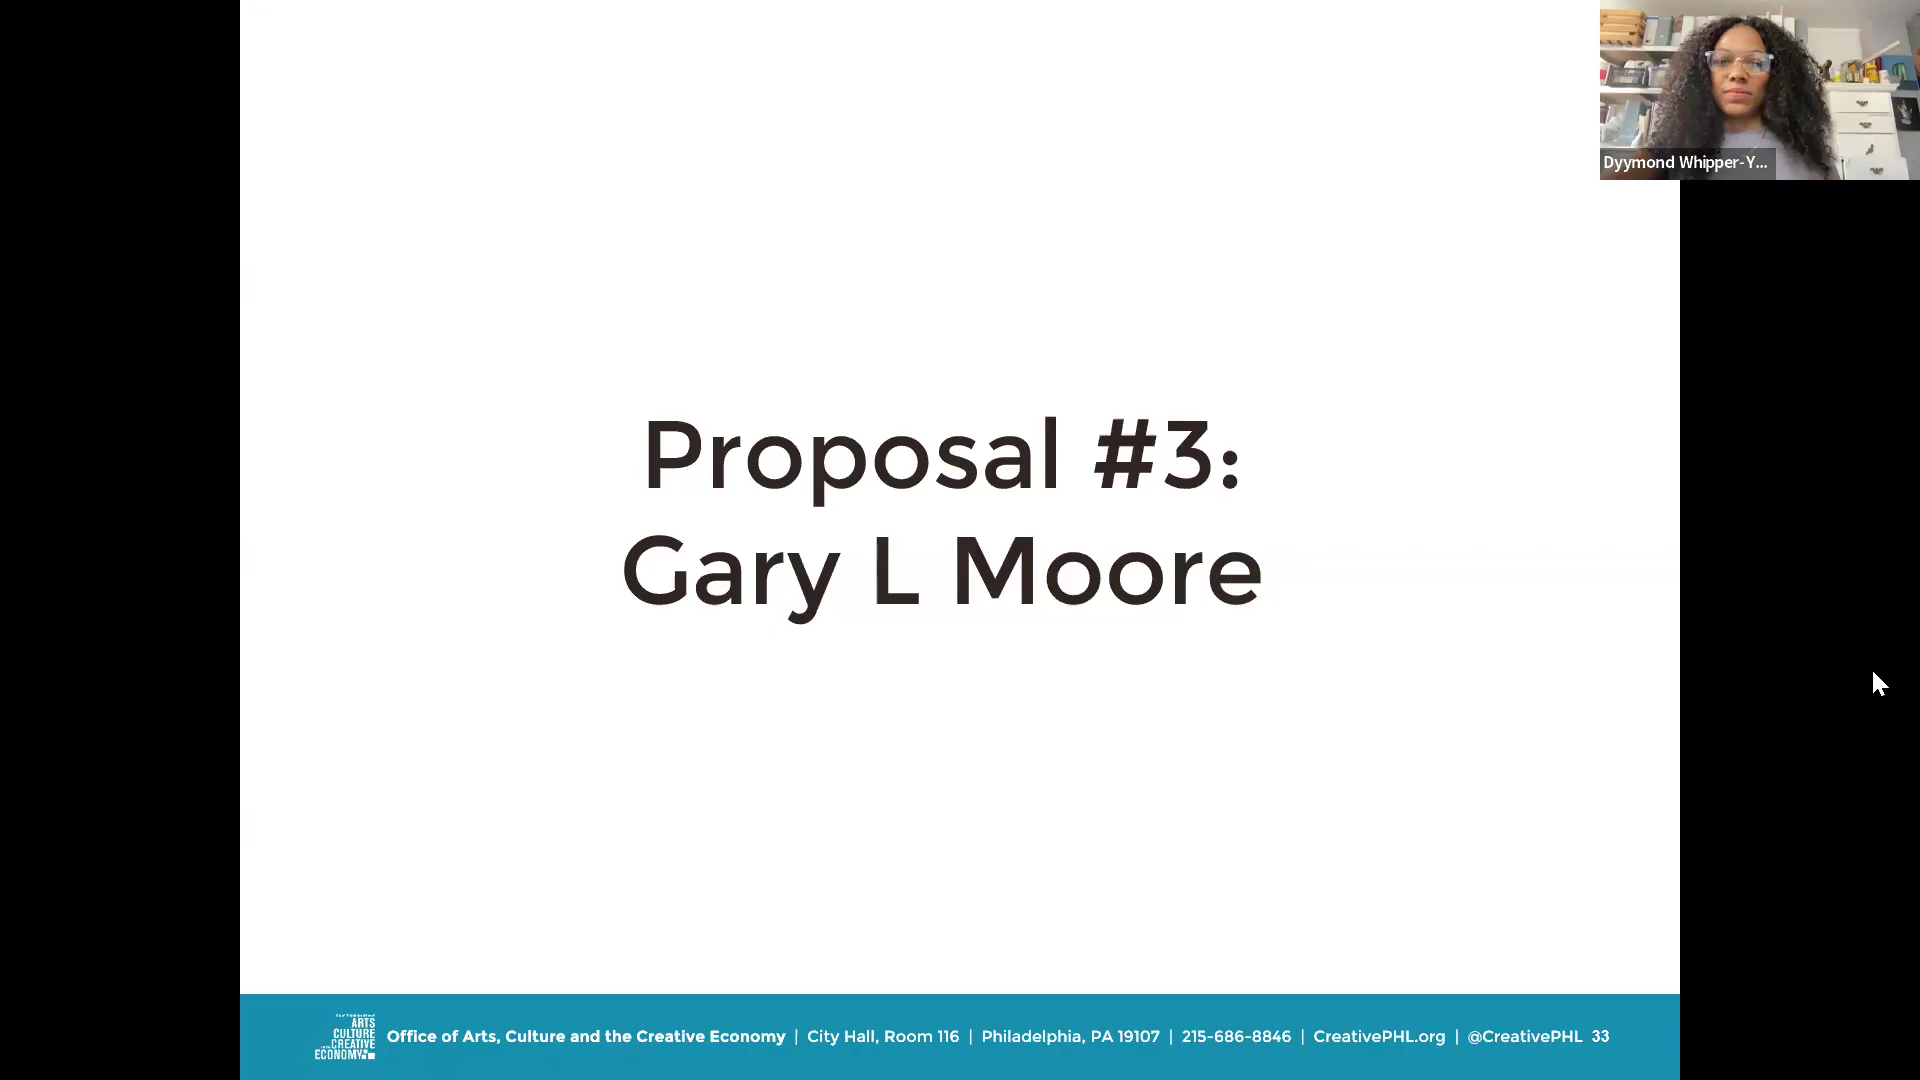 Dyymond Whipper-Y...
Proposal #3:
Gary L Moore
ARTS
CULTURE
CREATIVE
ECONOMY
Office of Arts, Culture and the Creative Economy | City Hall, Room 116 | Philadelphia, PA 19107 | 215-686-8846 | CreativePHL.org | @CreativePHL 33